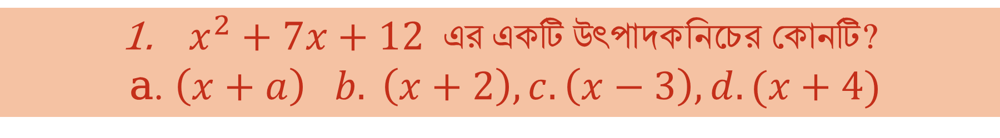 1. x² + 7x + 12 এর একটি উৎপাদকনিচের কোনটি?
a. (x + a) b. (x + 2), c. (x − 3), d. (x + 4)